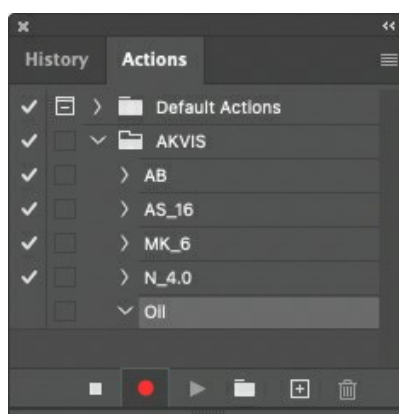 History Actions
Default Actions
AKVIS
AB
AS_16
MK_6
N_4.0
Oil